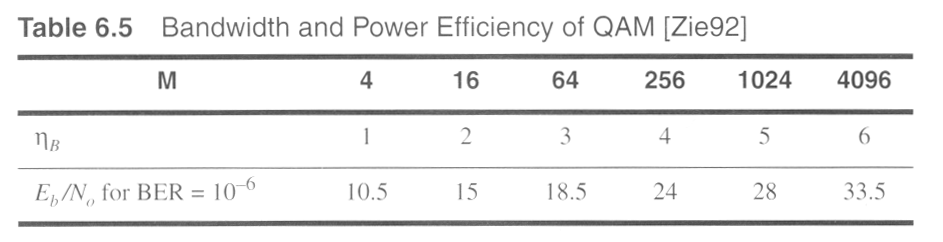 Table 6.5 Bandwidth and Power Efficiency of QAM [Zie92]
M 4 16 64 256 1024 4096
η_B 1 2 3 4 5 6
E_b/N_o for BER = 10^−6 10.5 15 18.5 24 28 33.5